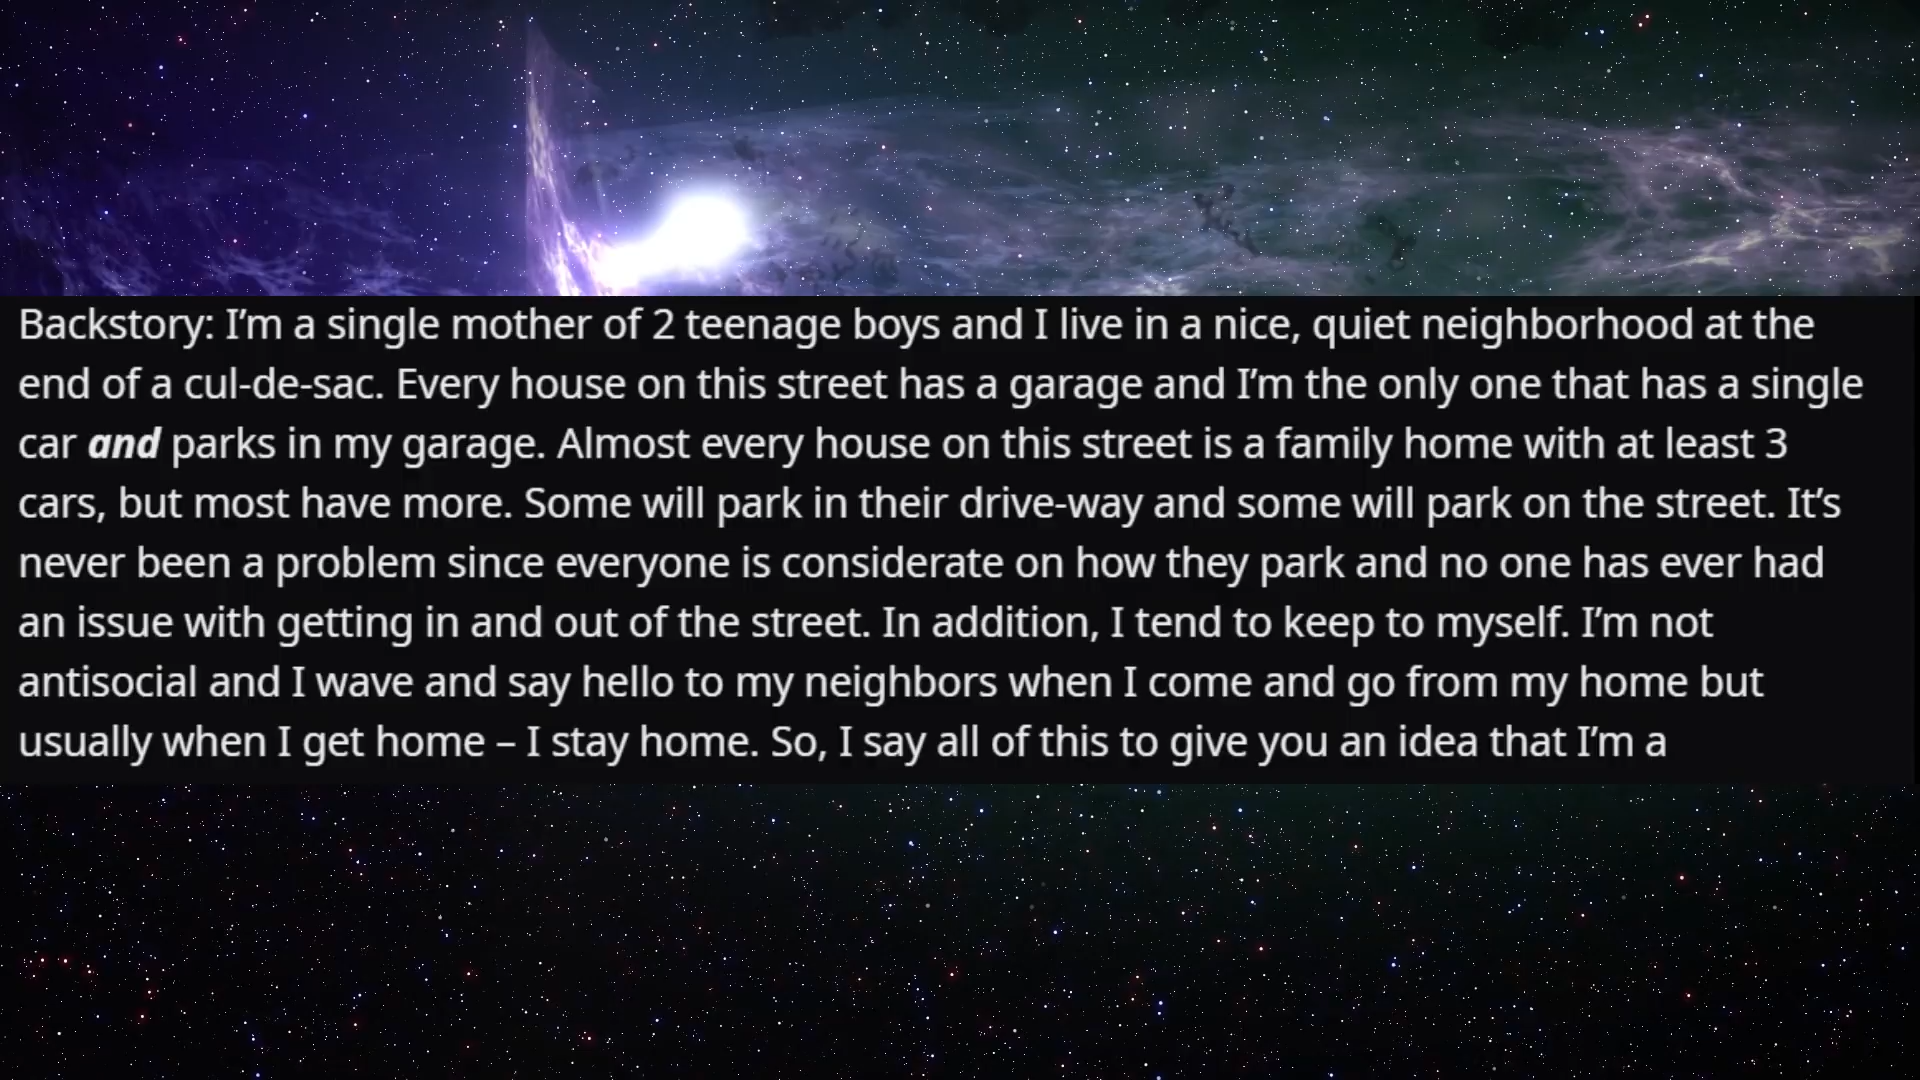 Backstory: I’m a single mother of 2 teenage boys and I live in a nice, quiet neighborhood at the
end of a cul-de-sac. Every house on this street has a garage and I’m the only one that has a single
car and parks in my garage. Almost every house on this street is a family home with at least 3
cars, but most have more. Some will park in their drive-way and some will park on the street. It’s
never been a problem since everyone is considerate on how they park and no one has ever had
an issue with getting in and out of the street. In addition, I tend to keep to myself. I’m not
antisocial and I wave and say hello to my neighbors when I come and go from my home but
usually when I get home – I stay home. So, I say all of this to give you an idea that I’m a